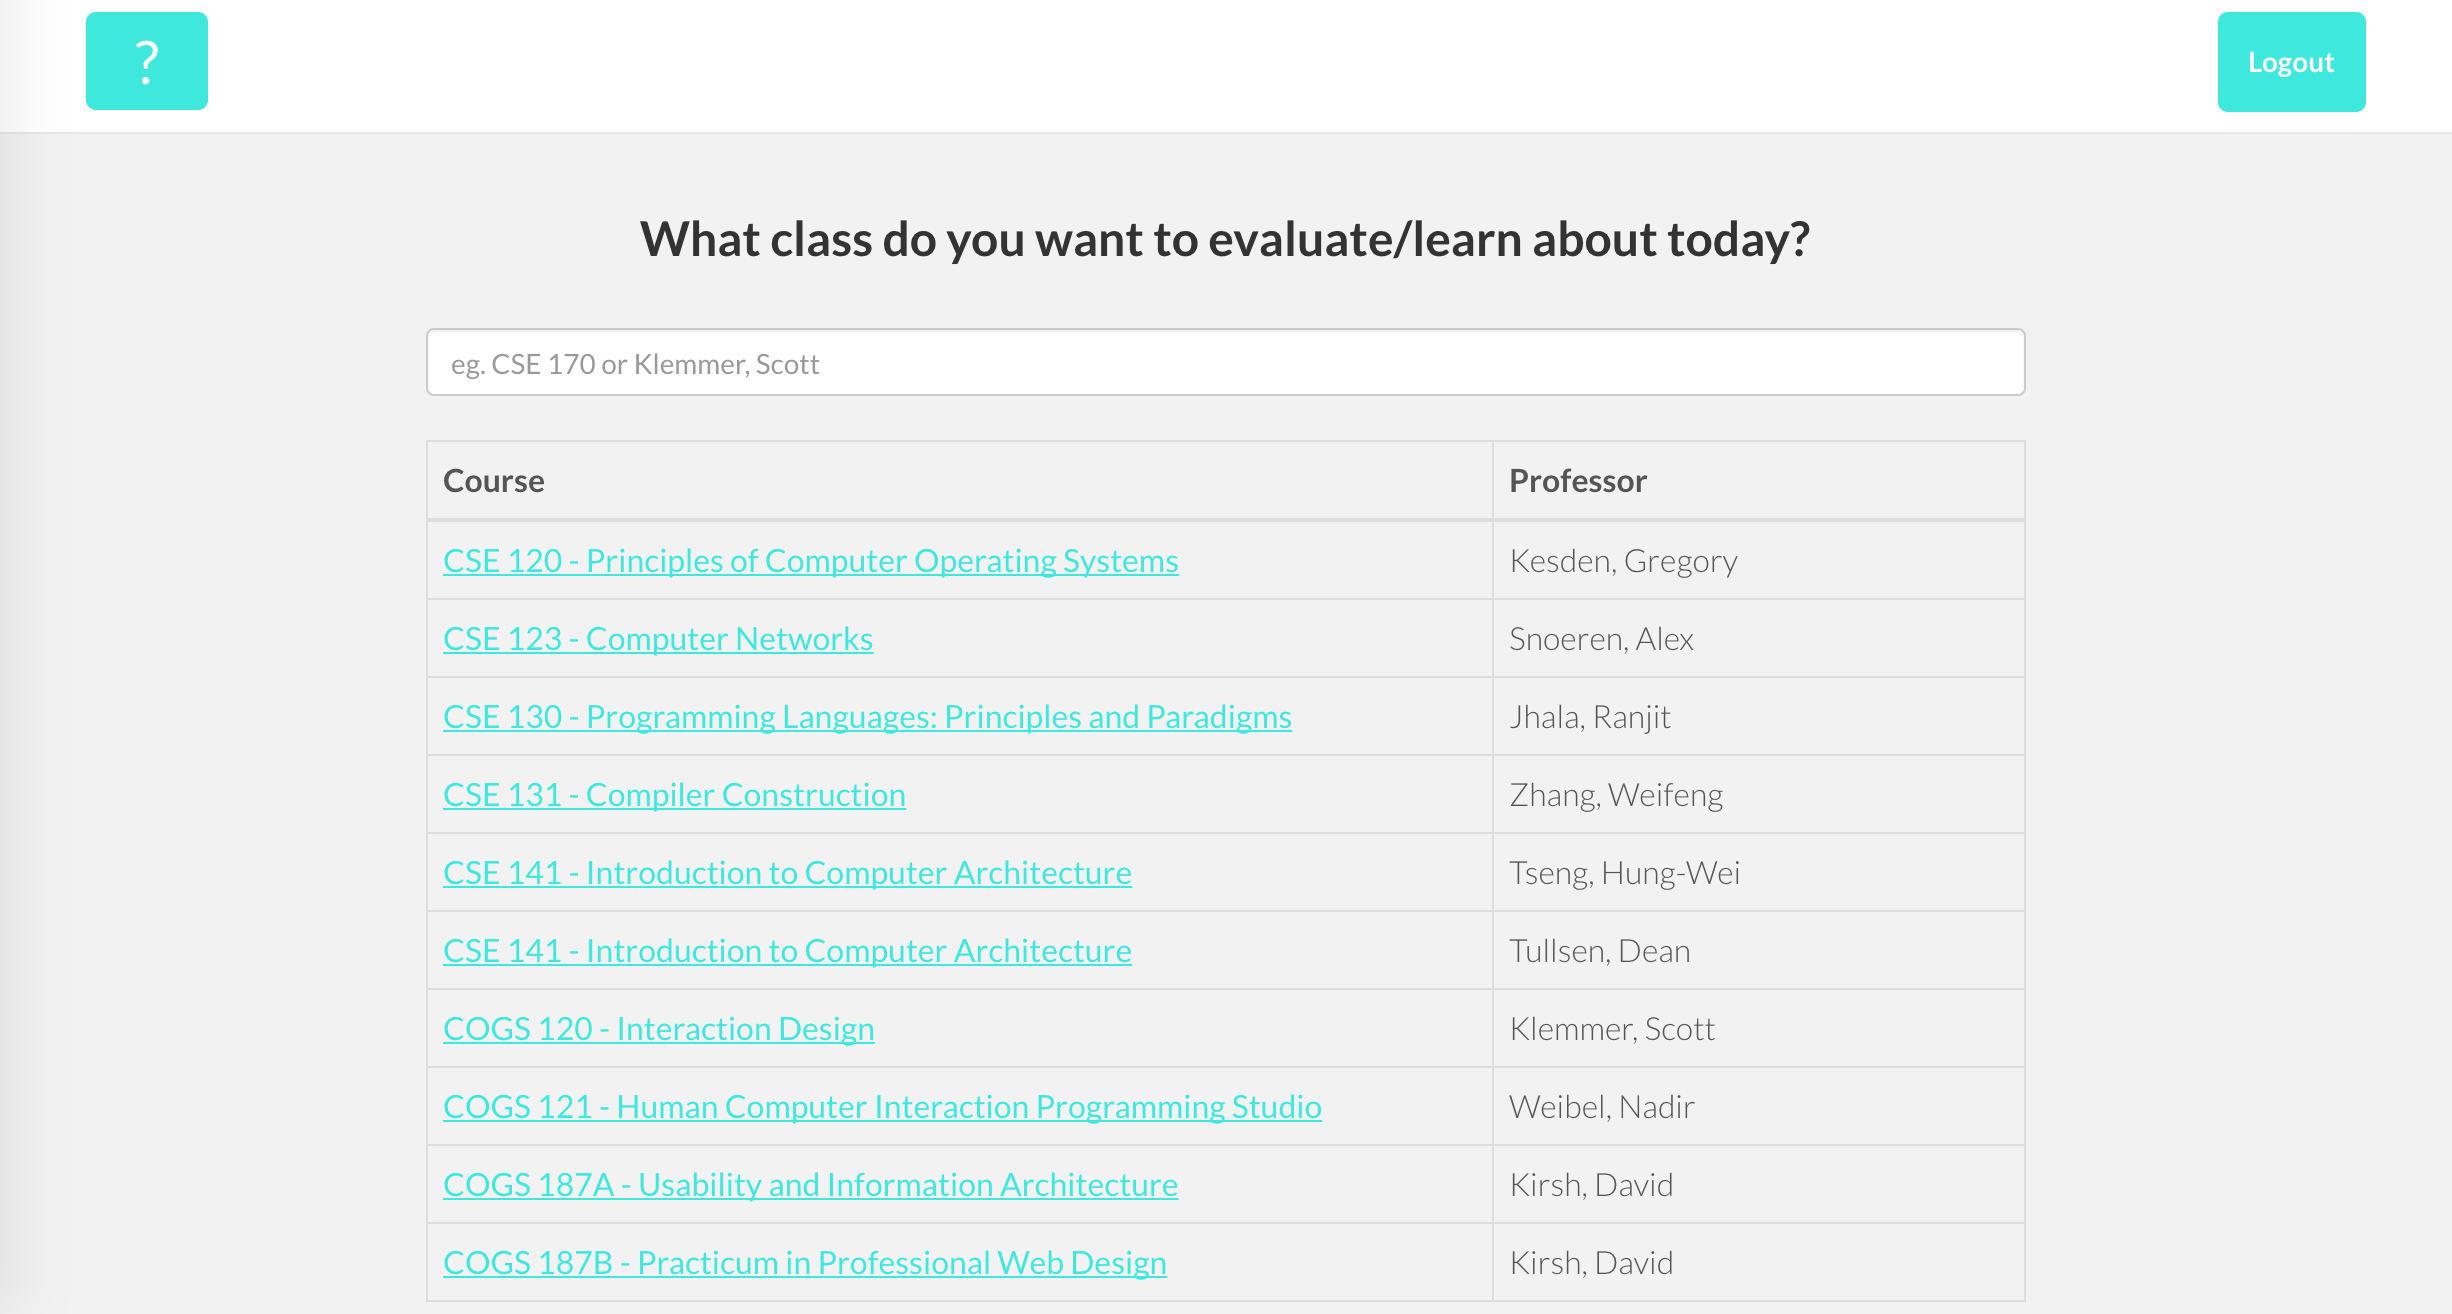 ?
Logout
What class do you want to evaluate/learn about today?
eg. CSE 170 or Klemmer, Scott
Course Professor
CSE 120 - Principles of Computer Operating Systems Kesden, Gregory
CSE 123 - Computer Networks Snoeren, Alex
CSE 130 - Programming Languages: Principles and Paradigms Jhala, Ranjit
CSE 131 - Compiler Construction Zhang, Weifeng
CSE 141 - Introduction to Computer Architecture Tseng, Hung-Wei
CSE 141 - Introduction to Computer Architecture Tullsen, Dean
COGS 120 - Interaction Design Klemmer, Scott
COGS 121 - Human Computer Interaction Programming Studio Weibel, Nadir
COGS 187A - Usability and Information Architecture Kirsh, David
COGS 187B - Practicum in Professional Web Design Kirsh, David